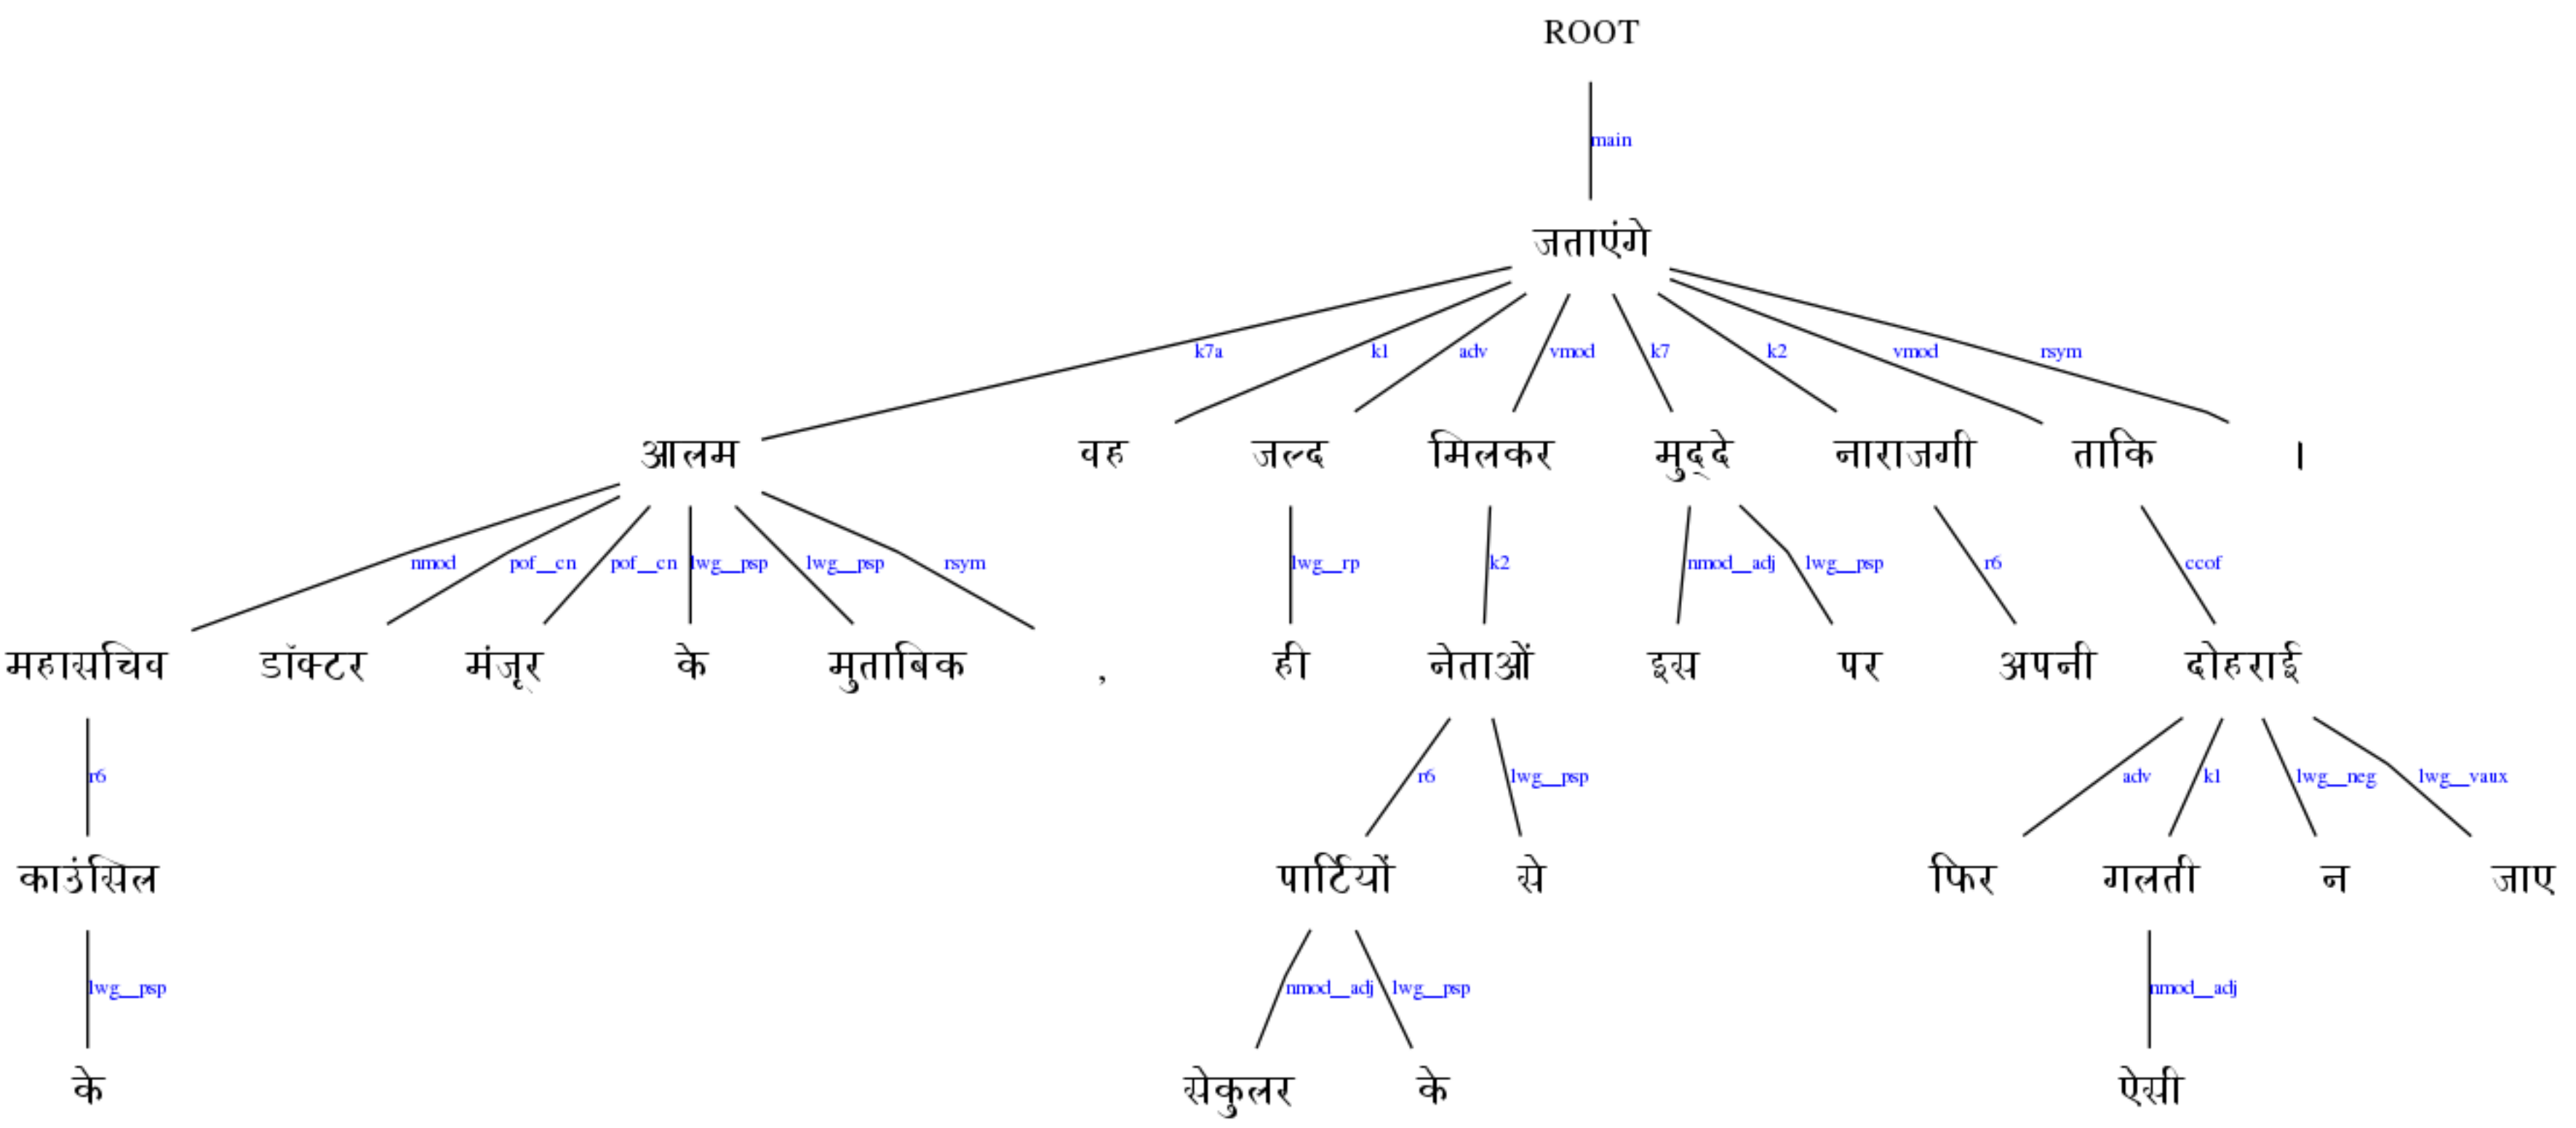 ROOT
main
जताएंगे
k7a k1 adv vmod k7 k2 vmod rsym
आलम वह जल्द मिलकर मुद्दे नाराजगी ताकि ।
nmod pof__cn pof__cn lwg__psp lwg__psp rsym lwg__rp k2 nmod__adj lwg__psp r6 ccof
महासचिव डॉक्टर मंजूर के मुताबिक , ही नेताओं इस पर अपनी दोहराई
r6 r6 lwg__psp adv k1 lwg__neg lwg__vaux
काउंसिल पार्टियों से फिर गलती न जाए
lwg__psp nmod__adj lwg__psp nmod__adj
के सेकुलर के ऐसी